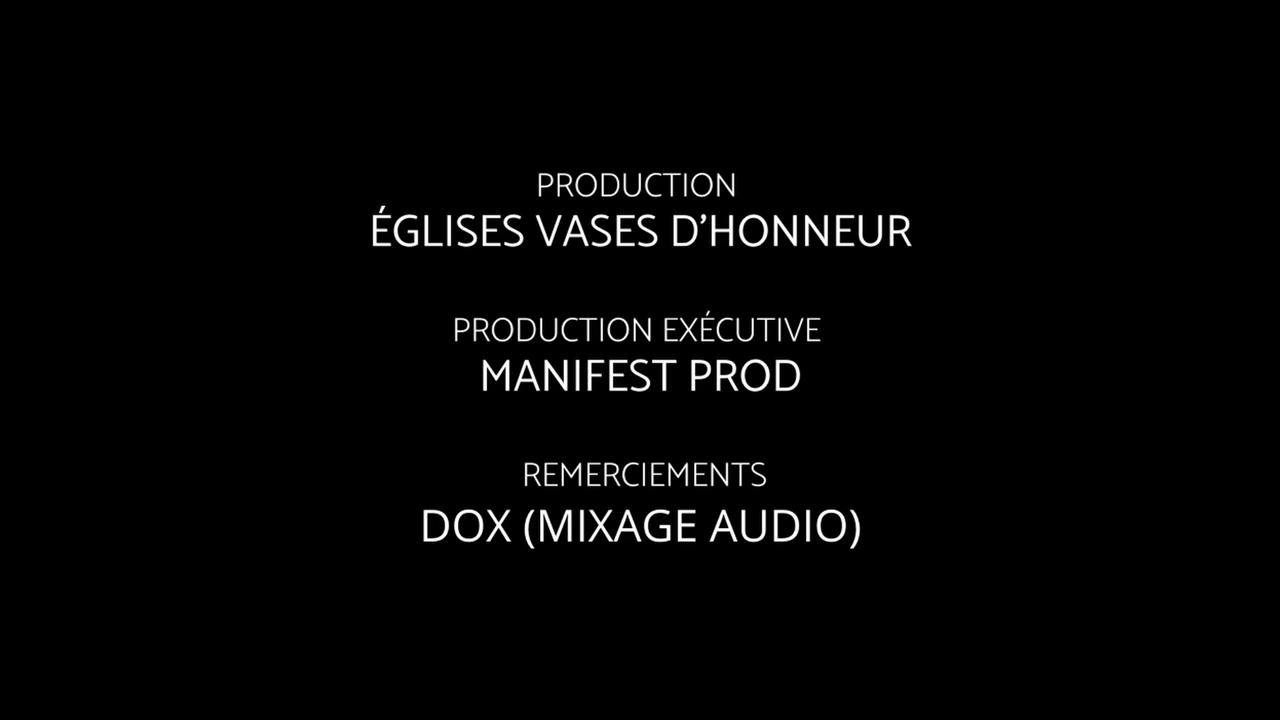 PRODUCTION
ÉGLISES VASES D’HONNEUR
PRODUCTION EXÉCUTIVE
MANIFEST PROD
REMERCIEMENTS
DOX (MIXAGE AUDIO)